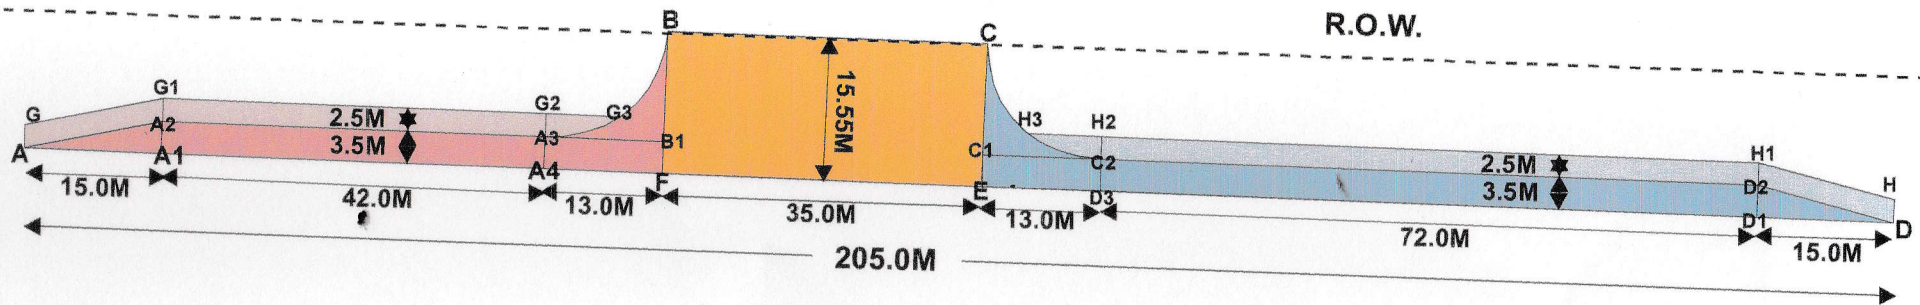 B
C
R.O.W.
G
G1
G2
G3
A2
A3
B1
2.5M
3.5M
15.55M
H3
H2
H1
H
C1
C2
D2
2.5M
3.5M
A
A1
A4
F
E
D3
D1
D
15.0M
42.0M
13.0M
35.0M
13.0M
72.0M
15.0M
205.0M